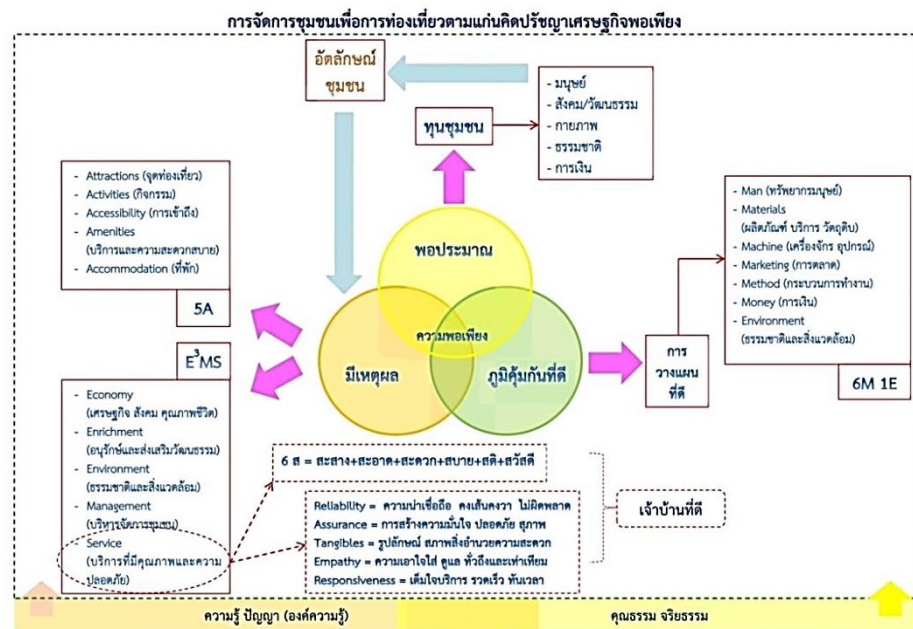 การจัดการชุมชนเพื่อการท่องเที่ยวตามแก่นคิดปรัชญาเศรษฐกิจพอเพียง
อัตลักษณ์
ชุมชน
ทุนชุมชน
- มนุษย์
- สังคม/วัฒนธรรม
- กายภาพ
- ธรรมชาติ
- การเงิน
- Attractions (จุดท่องเที่ยว)
- Activities (กิจกรรม)
- Accessibility (การเข้าถึง)
- Amenities
(บริการและความสะดวกสบาย)
- Accommodation (ที่พัก)
5A
พอประมาณ
ความพอเพียง
มีเหตุผล
ภูมิคุ้มกันที่ดี
การ
วางแผน
ที่ดี
- Man (ทรัพยากรมนุษย์)
- Materials
(ผลิตภัณฑ์ บริการ วัตถุดิบ)
- Machine (เครื่องจักร อุปกรณ์)
- Marketing (การตลาด)
- Method (กระบวนการทำงาน)
- Money (การเงิน)
- Environment
(ธรรมชาติและสิ่งแวดล้อม)
6M 1E
E³MS
- Economy
(เศรษฐกิจ สังคม คุณภาพชีวิต)
- Enrichment
(อนุรักษ์และส่งเสริมวัฒนธรรม)
- Environment
(ธรรมชาติและสิ่งแวดล้อม)
- Management
(บริหารจัดการชุมชน)
- Service
(บริการที่มีคุณภาพและความ
ปลอดภัย)
6 ส = สะสาง+สะอาด+สะดวก+สบาย+สติ+สวัสดี
Reliability = ความน่าเชื่อถือ คงเส้นคงวา ไม่ผิดพลาด
Assurance = การสร้างความมั่นใจ ปลอดภัย สุภาพ
Tangibles = รูปลักษณ์ สภาพสิ่งอำนวยความสะดวก
Empathy = ความเอาใจใส่ ดูแล ทั่วถึงและเท่าเทียม
Responsiveness = เต็มใจบริการ รวดเร็ว ทันเวลา
เจ้าบ้านที่ดี
ความรู้ ปัญญา (องค์ความรู้)
คุณธรรม จริยธรรม